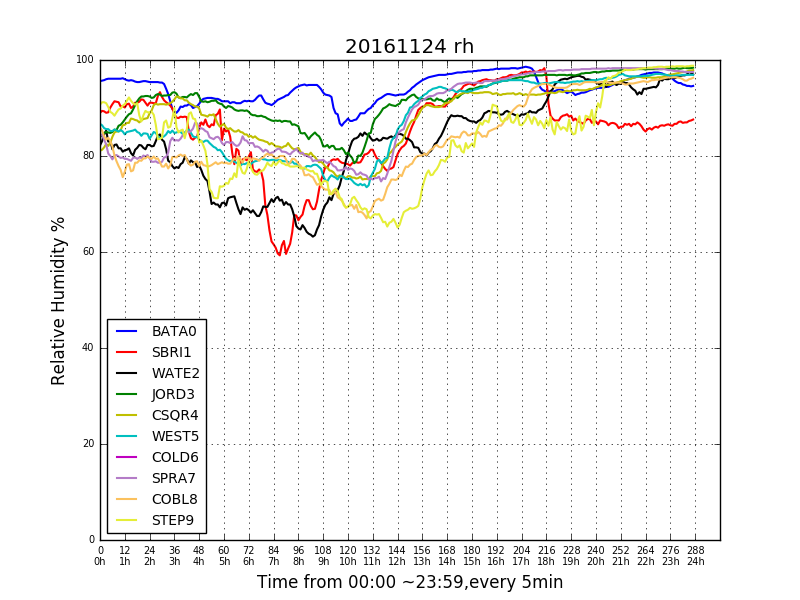 20161124 rh
Relative Humidity %
100
80
60
40
20
0
BATA0
SBRI1
WATE2
JORD3
CSQR4
WEST5
COLD6
SPRA7
COBL8
STEP9
0 12 24 36 48 60 72 84 96 108 120 132 144 156 168 180 192 204 216 228 240 252 264 276 288
0h 1h 2h 3h 4h 5h 6h 7h 8h 9h 10h 11h 12h 13h 14h 15h 16h 17h 18h 19h 20h 21h 22h 23h 24h
Time from 00:00 ~23:59,every 5min